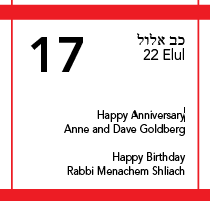 17
כב אלול
22 Elul
Happy Anniversary
Anne and Dave Goldberg
Happy Birthday
Rabbi Menachem Shliach